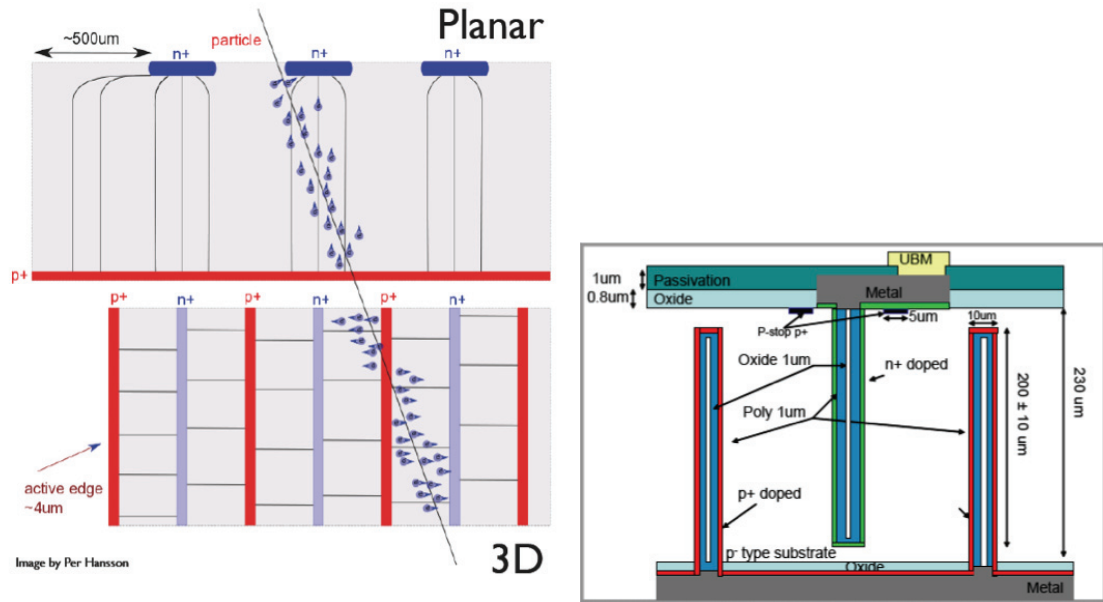 Planar
~500um
particle
n+
n+
n+
p+
p+
n+
p+
n+
p+
n+
active edge
~4um
Image by Per Hansson
3D
UBM
1um
Passivation
0.8um
Oxide
Metal
P-stop p+
5um
10um
Oxide 1um
n+ doped
Poly 1um
200 ± 10 um
230 um
p+ doped
p- type substrate
Oxide
Metal